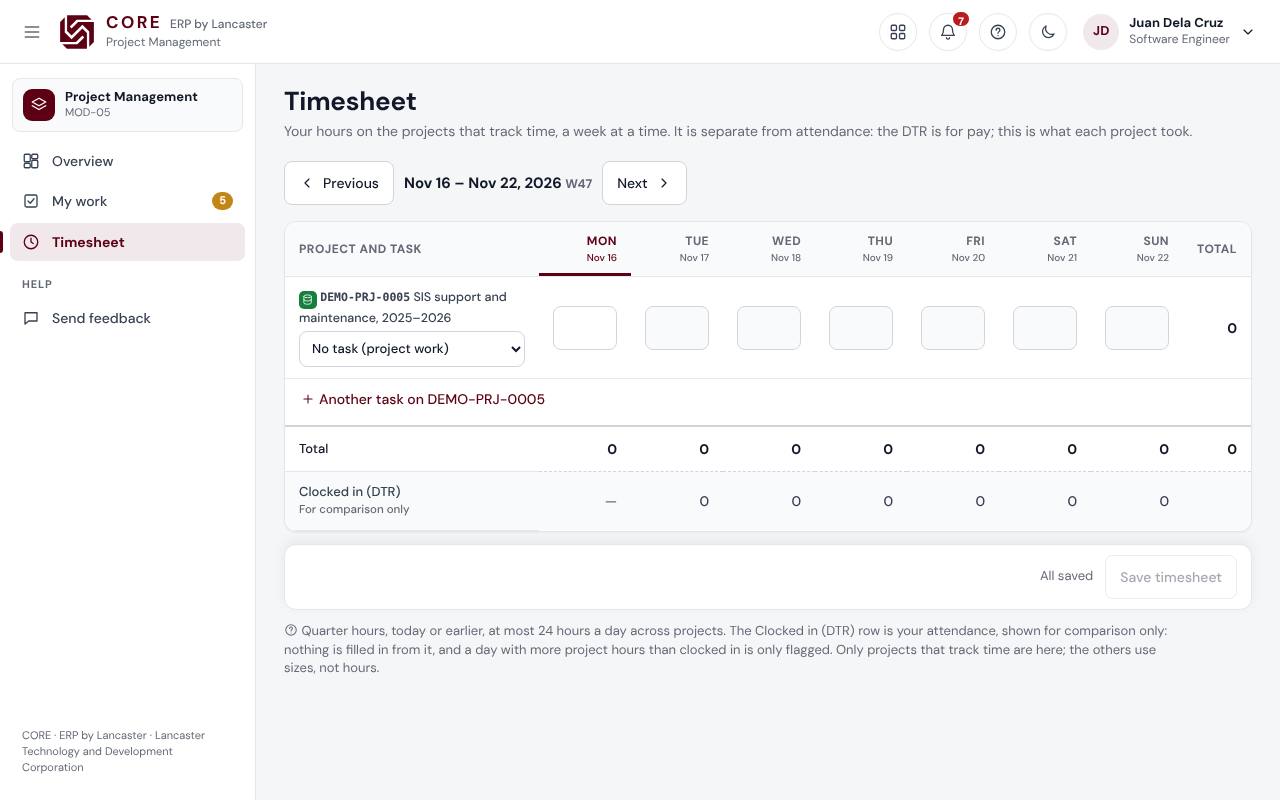 CORE ERP by Lancaster
Project Management
7
JD
Juan Dela Cruz
Software Engineer
Project Management
MOD-05
Overview
My work 5
Timesheet
HELP
Send feedback
CORE · ERP by Lancaster · Lancaster
Technology and Development
Corporation
Timesheet
Your hours on the projects that track time, a week at a time. It is separate from attendance: the DTR is for pay; this is what each project took.
Previous Nov 16 – Nov 22, 2026 W47 Next
PROJECT AND TASK MON TUE WED THU FRI SAT SUN TOTAL
Nov 16 Nov 17 Nov 18 Nov 19 Nov 20 Nov 21 Nov 22
DEMO-PRJ-0005 SIS support and
maintenance, 2025–2026
No task (project work) 0
+ Another task on DEMO-PRJ-0005
Total 0 0 0 0 0 0 0 0
Clocked in (DTR) — 0 0 0 0 0 0
For comparison only
All saved Save timesheet
Quarter hours, today or earlier, at most 24 hours a day across projects. The Clocked in (DTR) row is your attendance, shown for comparison only:
nothing is filled in from it, and a day with more project hours than clocked in is only flagged. Only projects that track time are here; the others use
sizes, not hours.